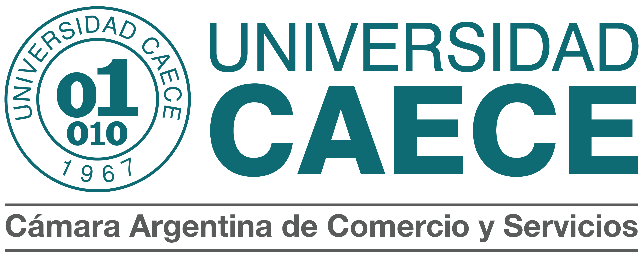 UNIVERSIDAD CAECE
01
010
1967
UNIVERSIDAD
CAECE
Cámara Argentina de Comercio y Servicios